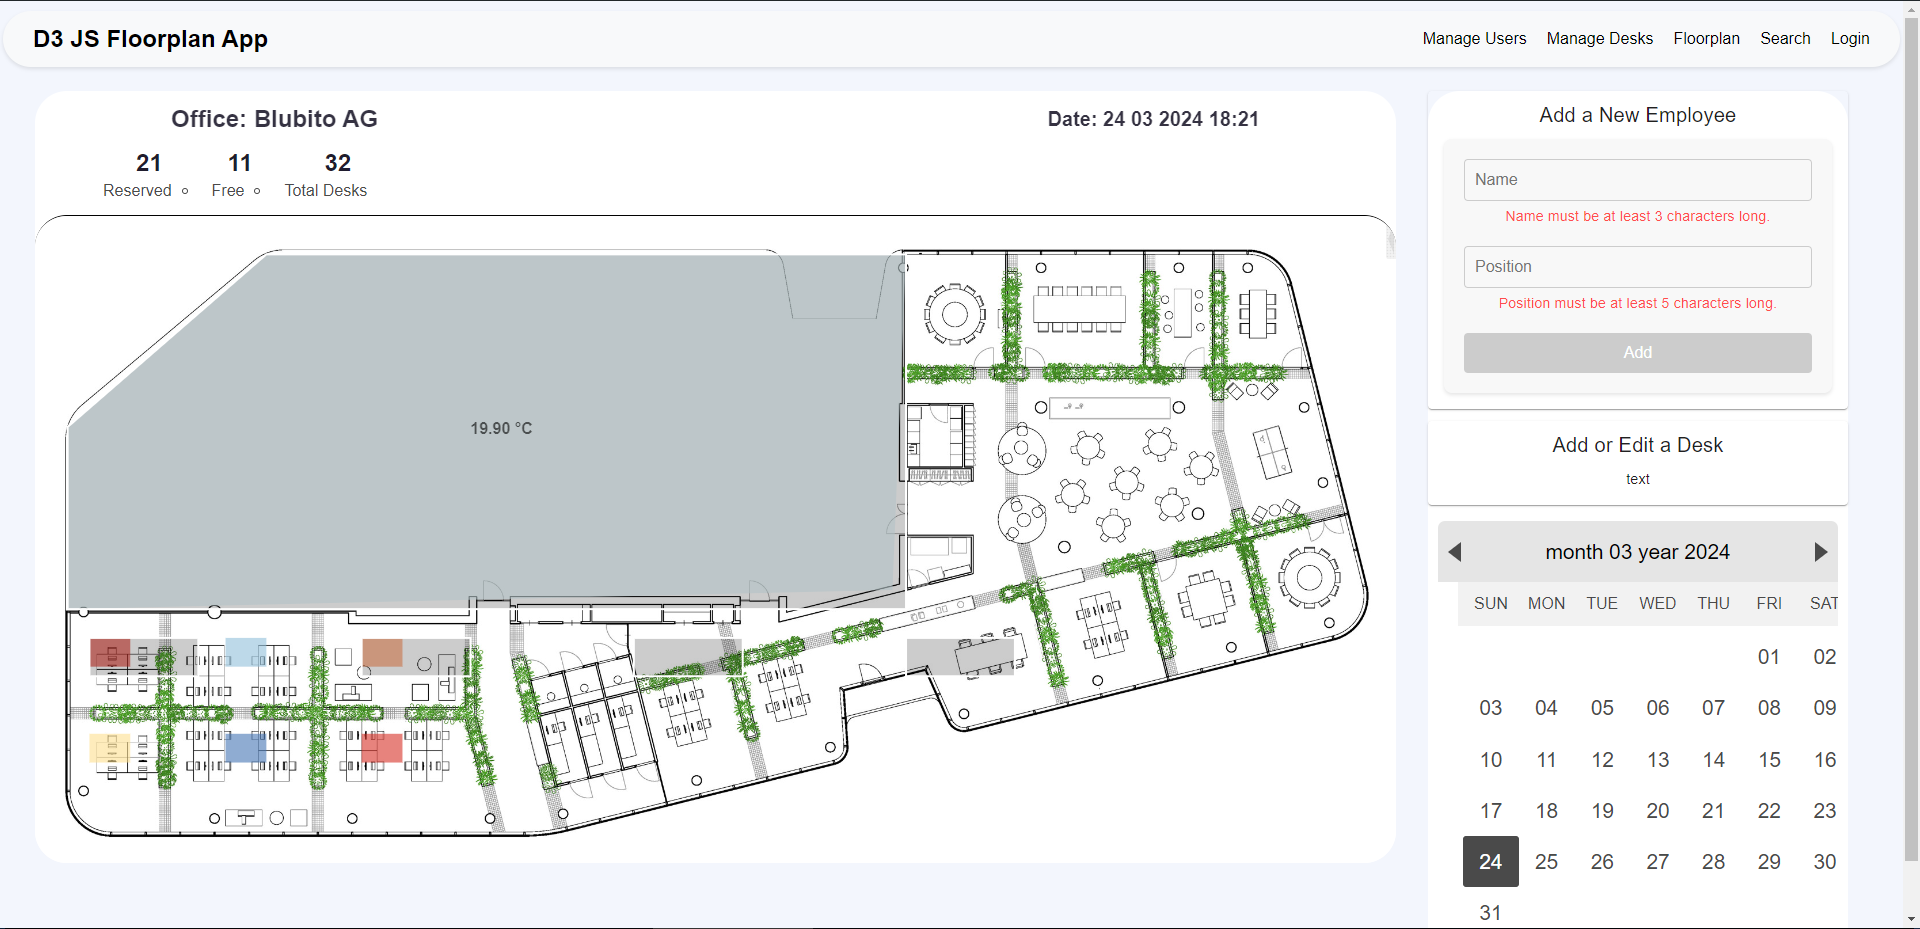 D3 JS Floorplan App
Manage Users Manage Desks Floorplan Search Login
Office: Blubito AG
Date: 24 03 2024 18:21
21 11 32
Reserved Free Total Desks
19.90 °C
Add a New Employee
Name
Name must be at least 3 characters long.
Position
Position must be at least 5 characters long.
Add
Add or Edit a Desk
text
month 03 year 2024
SUN MON TUE WED THU FRI SAT
01 02
03 04 05 06 07 08 09
10 11 12 13 14 15 16
17 18 19 20 21 22 23
24 25 26 27 28 29 30
31